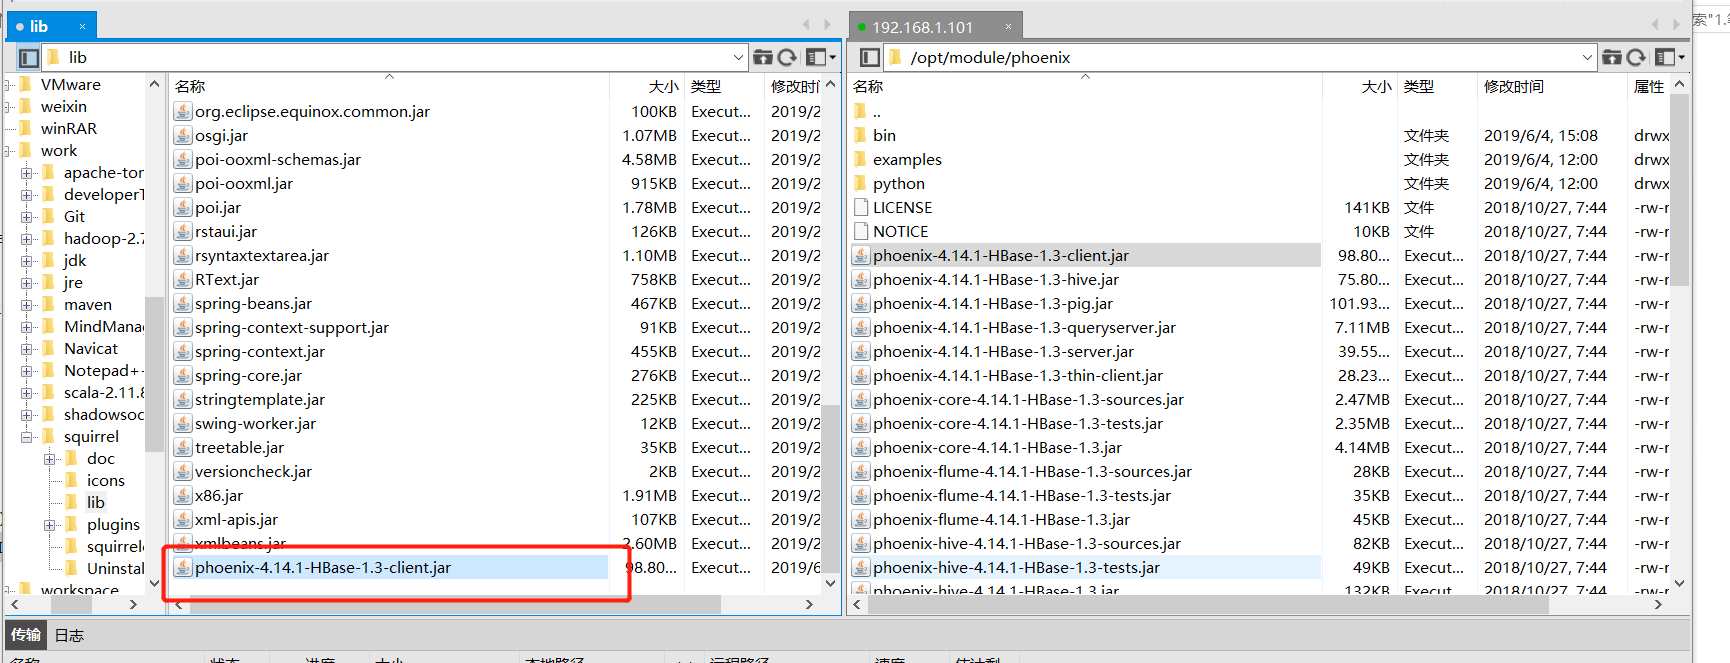 lib ×
192.168.1.101 ×
索"1.
lib
/opt/module/phoenix
VMware
weixin
winRAR
work
apache-tor
developerT
Git
hadoop-2.7
jdk
jre
maven
MindMana
Navicat
Notepad+
scala-2.11.8
shadowsoc
squirrel
doc
icons
lib
plugins
squirrel
Uninstal
workspace
名称 大小 类型 修改时
org.eclipse.equinox.common.jar 100KB Execut... 2019/2
osgi.jar 1.07MB Execut... 2019/2
poi-ooxml-schemas.jar 4.58MB Execut... 2019/2
poi-ooxml.jar 915KB Execut... 2019/2
poi.jar 1.78MB Execut... 2019/2
rstaui.jar 126KB Execut... 2019/2
rsyntaxtextarea.jar 1.10MB Execut... 2019/2
RText.jar 758KB Execut... 2019/2
spring-beans.jar 467KB Execut... 2019/2
spring-context-support.jar 91KB Execut... 2019/2
spring-context.jar 455KB Execut... 2019/2
spring-core.jar 276KB Execut... 2019/2
stringtemplate.jar 225KB Execut... 2019/2
swing-worker.jar 12KB Execut... 2019/2
treetable.jar 35KB Execut... 2019/2
versioncheck.jar 2KB Execut... 2019/2
x86.jar 1.91MB Execut... 2019/2
xml-apis.jar 107KB Execut... 2019/2
xmlbeans.jar 2.60MB Execut... 2019/2
phoenix-4.14.1-HBase-1.3-client.jar 98.80... Execut... 2019/6
名称 大小 类型 修改时间 属性
..
bin 文件夹 2019/6/4, 15:08 drwx
examples 文件夹 2019/6/4, 12:00 drwx
python 文件夹 2019/6/4, 12:00 drwx
LICENSE 141KB 文件 2018/10/27, 7:44 -rw-r
NOTICE 10KB 文件 2018/10/27, 7:44 -rw-r
phoenix-4.14.1-HBase-1.3-client.jar 98.80... Execut... 2018/10/27, 7:44 -rw-r
phoenix-4.14.1-HBase-1.3-hive.jar 75.80... Execut... 2018/10/27, 7:44 -rw-r
phoenix-4.14.1-HBase-1.3-pig.jar 101.93... Execut... 2018/10/27, 7:44 -rw-r
phoenix-4.14.1-HBase-1.3-queryserver.jar 7.11MB Execut... 2018/10/27, 7:44 -rw-r
phoenix-4.14.1-HBase-1.3-server.jar 39.55... Execut... 2018/10/27, 7:44 -rw-r
phoenix-4.14.1-HBase-1.3-thin-client.jar 28.23... Execut... 2018/10/27, 7:44 -rw-r
phoenix-core-4.14.1-HBase-1.3-sources.jar 2.47MB Execut... 2018/10/27, 7:44 -rw-r
phoenix-core-4.14.1-HBase-1.3-tests.jar 2.35MB Execut... 2018/10/27, 7:44 -rw-r
phoenix-core-4.14.1-HBase-1.3.jar 4.14MB Execut... 2018/10/27, 7:44 -rw-r
phoenix-flume-4.14.1-HBase-1.3-sources.jar 28KB Execut... 2018/10/27, 7:44 -rw-r
phoenix-flume-4.14.1-HBase-1.3-tests.jar 35KB Execut... 2018/10/27, 7:44 -rw-r
phoenix-flume-4.14.1-HBase-1.3.jar 45KB Execut... 2018/10/27, 7:44 -rw-r
phoenix-hive-4.14.1-HBase-1.3-sources.jar 82KB Execut... 2018/10/27, 7:44 -rw-r
phoenix-hive-4.14.1-HBase-1.3-tests.jar 49KB Execut... 2018/10/27, 7:44 -rw-r
phoenix-hive-4.14.1-HBase-1.3.jar 132KB Execut... 2018/10/27, 7:44 -rw-r
传输 日志
名称 状态 进度 大小 本地路径 远程路径 速度 估计剩